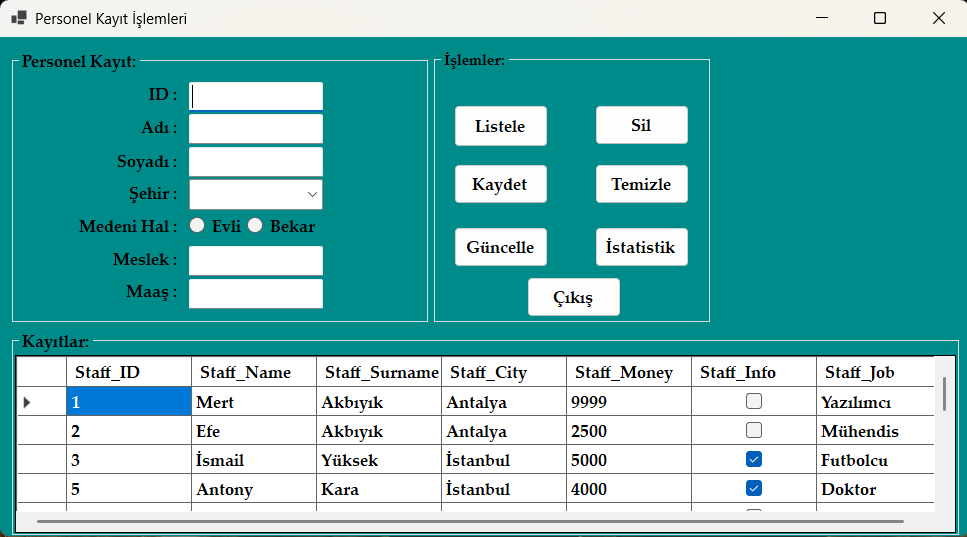 Personel Kayıt İşlemleri
Personel Kayıt:
ID :
Adı :
Soyadı :
Şehir :
Medeni Hal : Evli Bekar
Meslek :
Maaş :
İşlemler:
Listele Sil
Kaydet Temizle
Güncelle İstatistik
Çıkış
Kayıtlar:
Staff_ID Staff_Name Staff_Surname Staff_City Staff_Money Staff_Info Staff_Job
1 Mert Akbıyık Antalya 9999 Yazılımcı
2 Efe Akbıyık Antalya 2500 Mühendis
3 İsmail Yüksek İstanbul 5000 Futbolcu
5 Antony Kara İstanbul 4000 Doktor